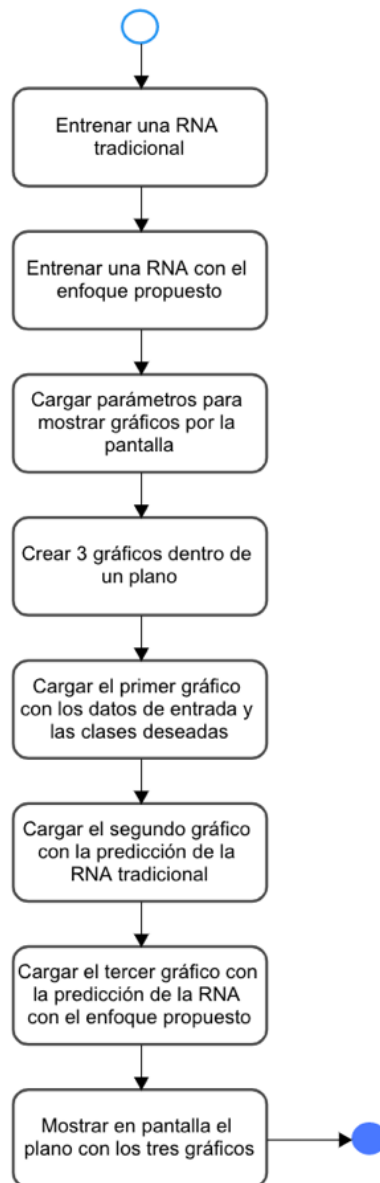 Entrenar una RNA
tradicional
Entrenar una RNA con el
enfoque propuesto
Cargar parámetros para
mostrar gráficos por la
pantalla
Crear 3 gráficos dentro de
un plano
Cargar el primer gráfico
con los datos de entrada y
las clases deseadas
Cargar el segundo gráfico
con la predicción de la
RNA tradicional
Cargar el tercer gráfico con
la predicción de la RNA
con el enfoque propuesto
Mostrar en pantalla el
plano con los tres gráficos